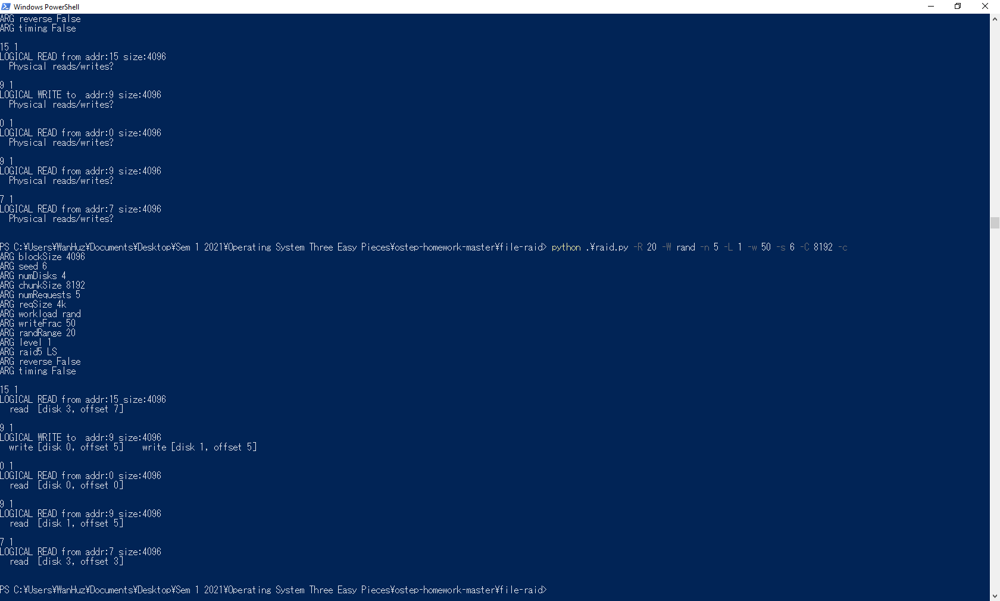 Windows PowerShell
ARG reverse False
ARG timing False
15 1
LOGICAL READ from addr:15 size:4096
Physical reads/writes?
9 1
LOGICAL WRITE to  addr:9 size:4096
Physical reads/writes?
0 1
LOGICAL READ from addr:0 size:4096
Physical reads/writes?
9 1
LOGICAL READ from addr:9 size:4096
Physical reads/writes?
7 1
LOGICAL READ from addr:7 size:4096
Physical reads/writes?
PS C:¥Users¥WanHuz¥Documents¥Desktop¥Sem 1 2021¥Operating System Three Easy Pieces¥ostep-homework-master¥file-raid> python .¥raid.py -R 20 -W rand -n 5 -L 1 -w 50 -s 6 -C 8192 -c
ARG blockSize 4096
ARG seed 6
ARG numDisks 4
ARG chunkSize 8192
ARG numRequests 5
ARG reqSize 4k
ARG workload rand
ARG writeFrac 50
ARG randRange 20
ARG level 1
ARG raid5 LS
ARG reverse False
ARG timing False
15 1
LOGICAL READ from addr:15 size:4096
read  [disk 3, offset 7]
9 1
LOGICAL WRITE to  addr:9 size:4096
write [disk 0, offset 5]    write [disk 1, offset 5]
0 1
LOGICAL READ from addr:0 size:4096
read  [disk 0, offset 0]
9 1
LOGICAL READ from addr:9 size:4096
read  [disk 1, offset 5]
7 1
LOGICAL READ from addr:7 size:4096
read  [disk 3, offset 3]
PS C:¥Users¥WanHuz¥Documents¥Desktop¥Sem 1 2021¥Operating System Three Easy Pieces¥ostep-homework-master¥file-raid>